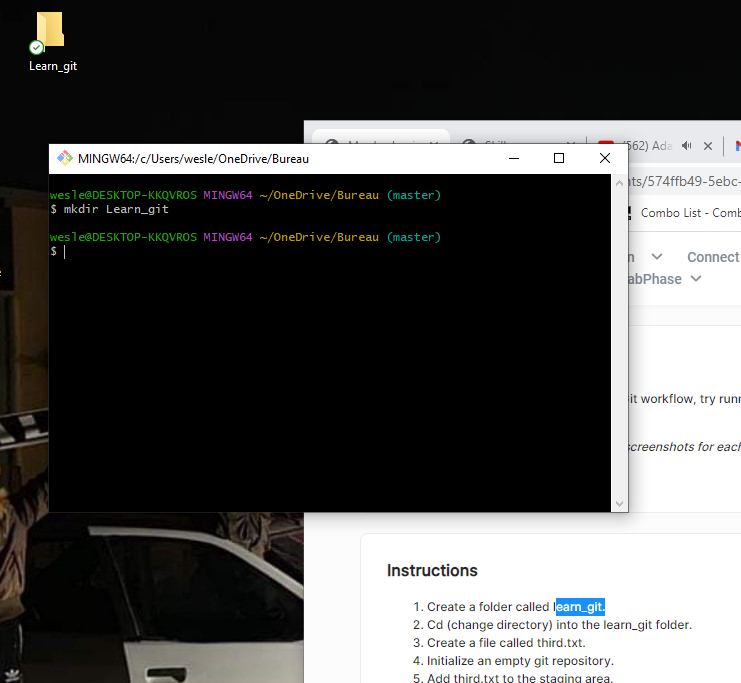 Learn_git
(562) Ada
MINGW64:/c/Users/wesle/OneDrive/Bureau
nts/574ffb49-5ebc-
wesle@DESKTOP-KKQVROS MINGW64 ~/OneDrive/Bureau (master)
$ mkdir Learn_git
Combo List - Comb
wesle@DESKTOP-KKQVROS MINGW64 ~/OneDrive/Bureau (master)
$
Connect
abPhase
it workflow, try runn
screenshots for each
Instructions
1. Create a folder called learn_git.
2. Cd (change directory) into the learn_git folder.
3. Create a file called third.txt.
4. Initialize an empty git repository.
5. Add third.txt to the staging area.